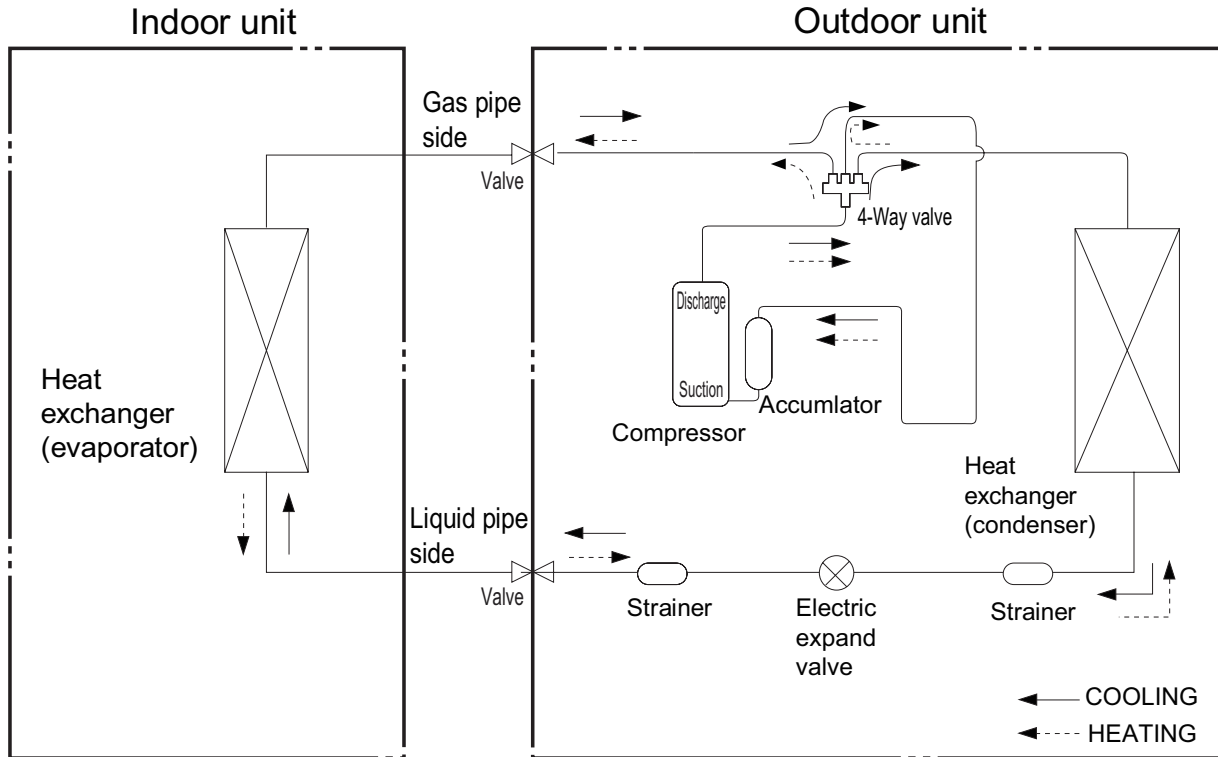 Indoor unit
Outdoor unit
Gas pipe
side
Valve
4-Way valve
Discharge
Suction
Compressor
Accumlator
Heat
exchanger
(evaporator)
Heat
exchanger
(condenser)
Liquid pipe
side
Valve
Strainer
Electric
expand
valve
Strainer
COOLING
HEATING